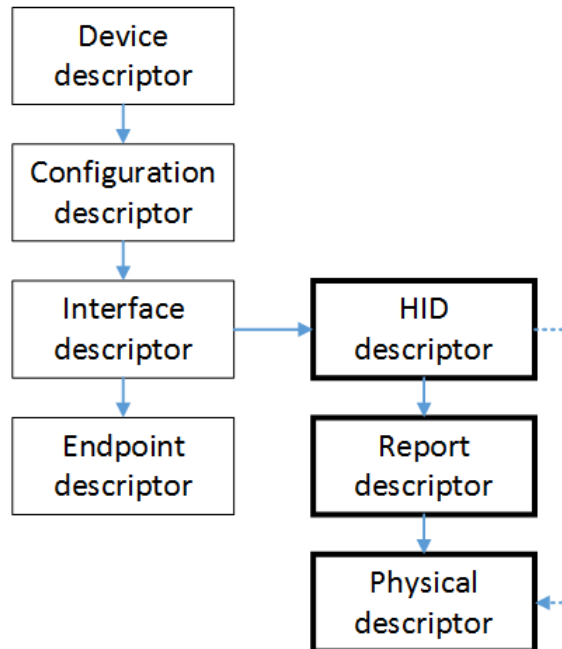 Device
descriptor
Configuration
descriptor
Interface
descriptor
HID
descriptor
Endpoint
descriptor
Report
descriptor
Physical
descriptor